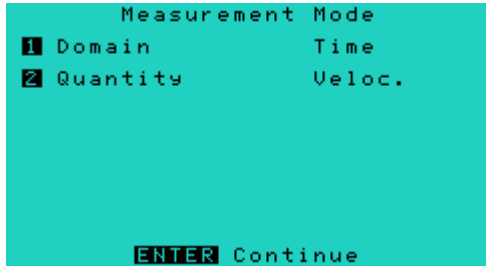 Measurement Mode
1 Domain Time
2 Quantity Veloc.
ENTER Continue